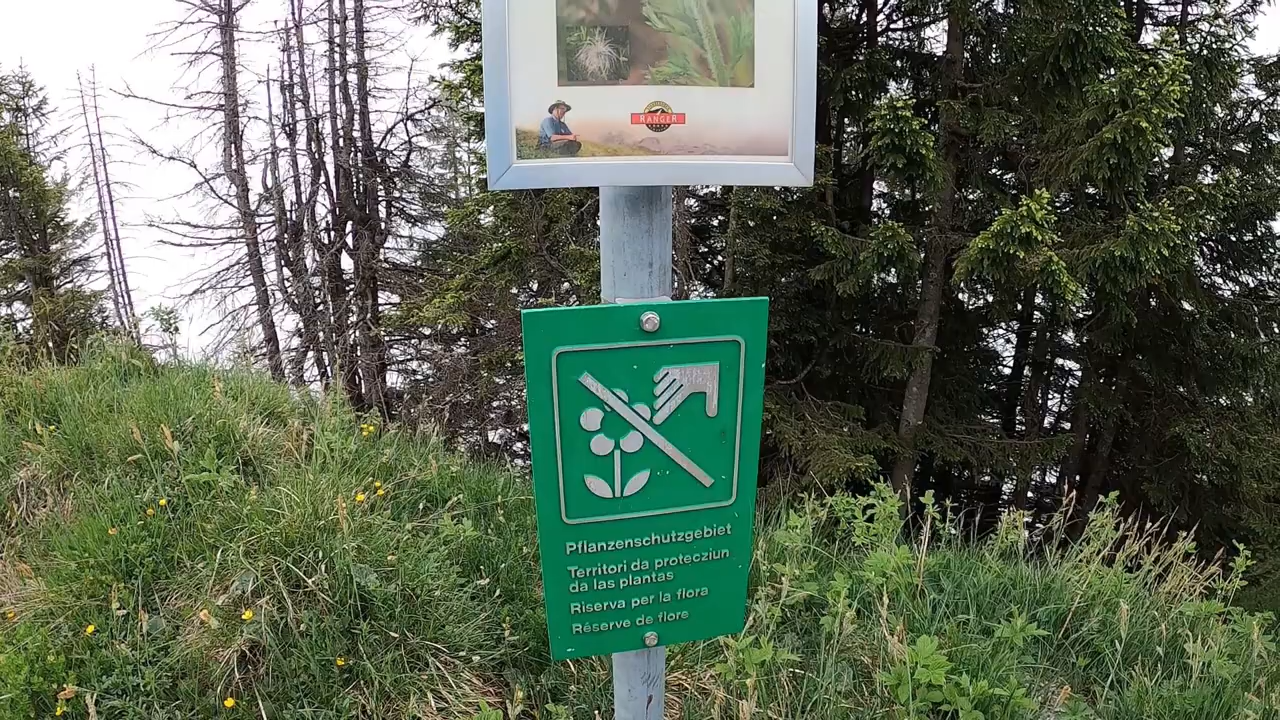 RANGER
Pflanzenschutzgebiet
Territori da protecziun
da las plantas
Riserva per la flora
Réserve de flore